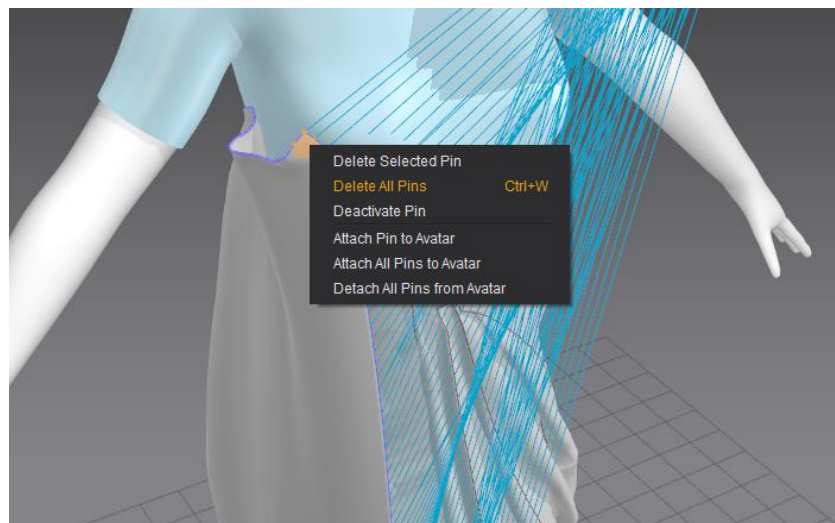 Delete Selected Pin
Delete All Pins Ctrl+W
Deactivate Pin
Attach Pin to Avatar
Attach All Pins to Avatar
Detach All Pins from Avatar